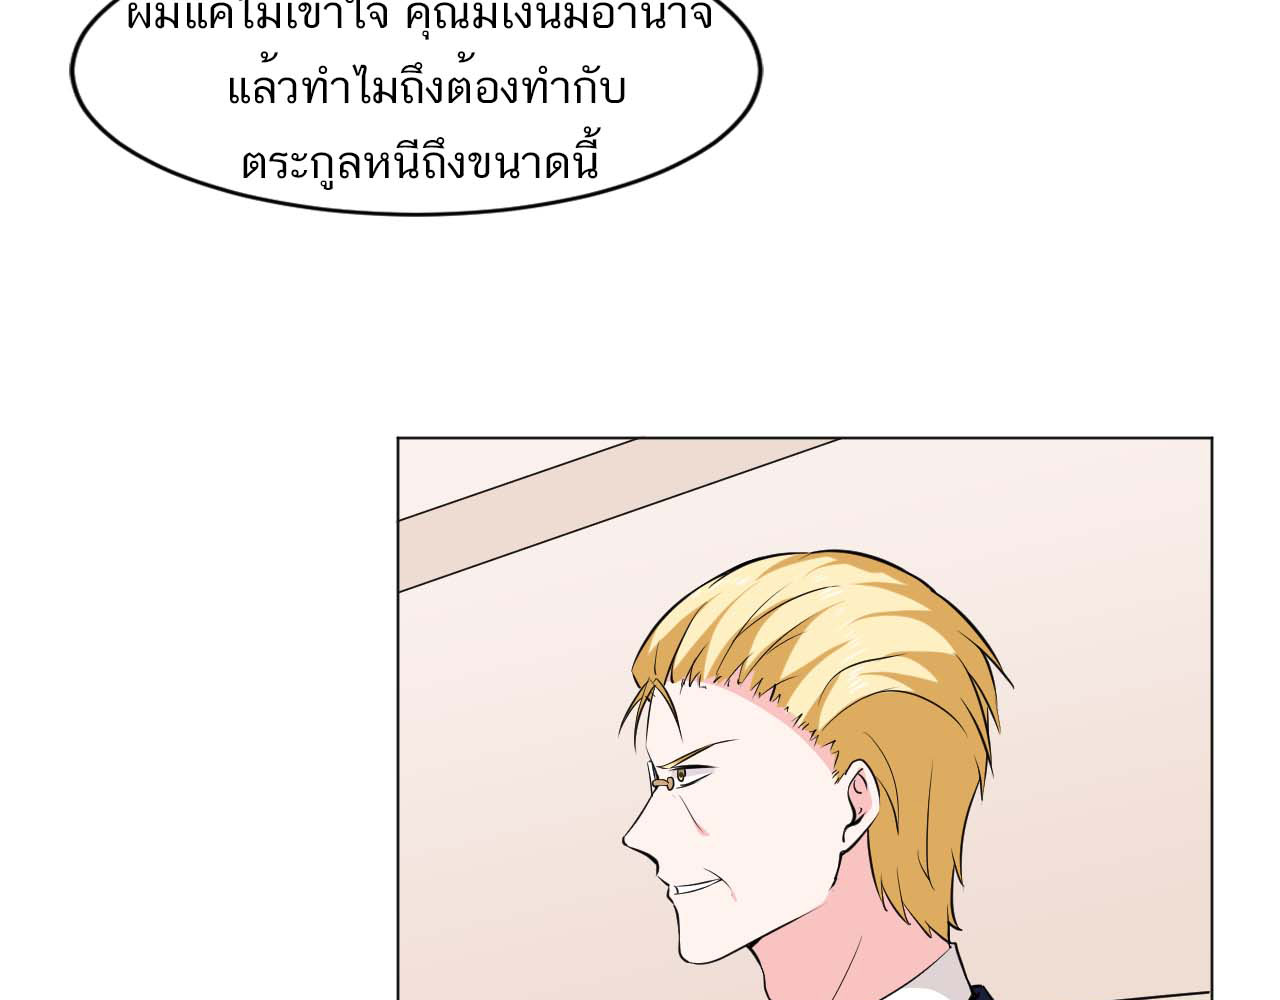 ผมแค่ไม่เข้าใจ คุณมีเงินมีอำนาจ
แล้วทำไมถึงต้องทำกับ
ตระกูลหนีถึงขนาดนี้